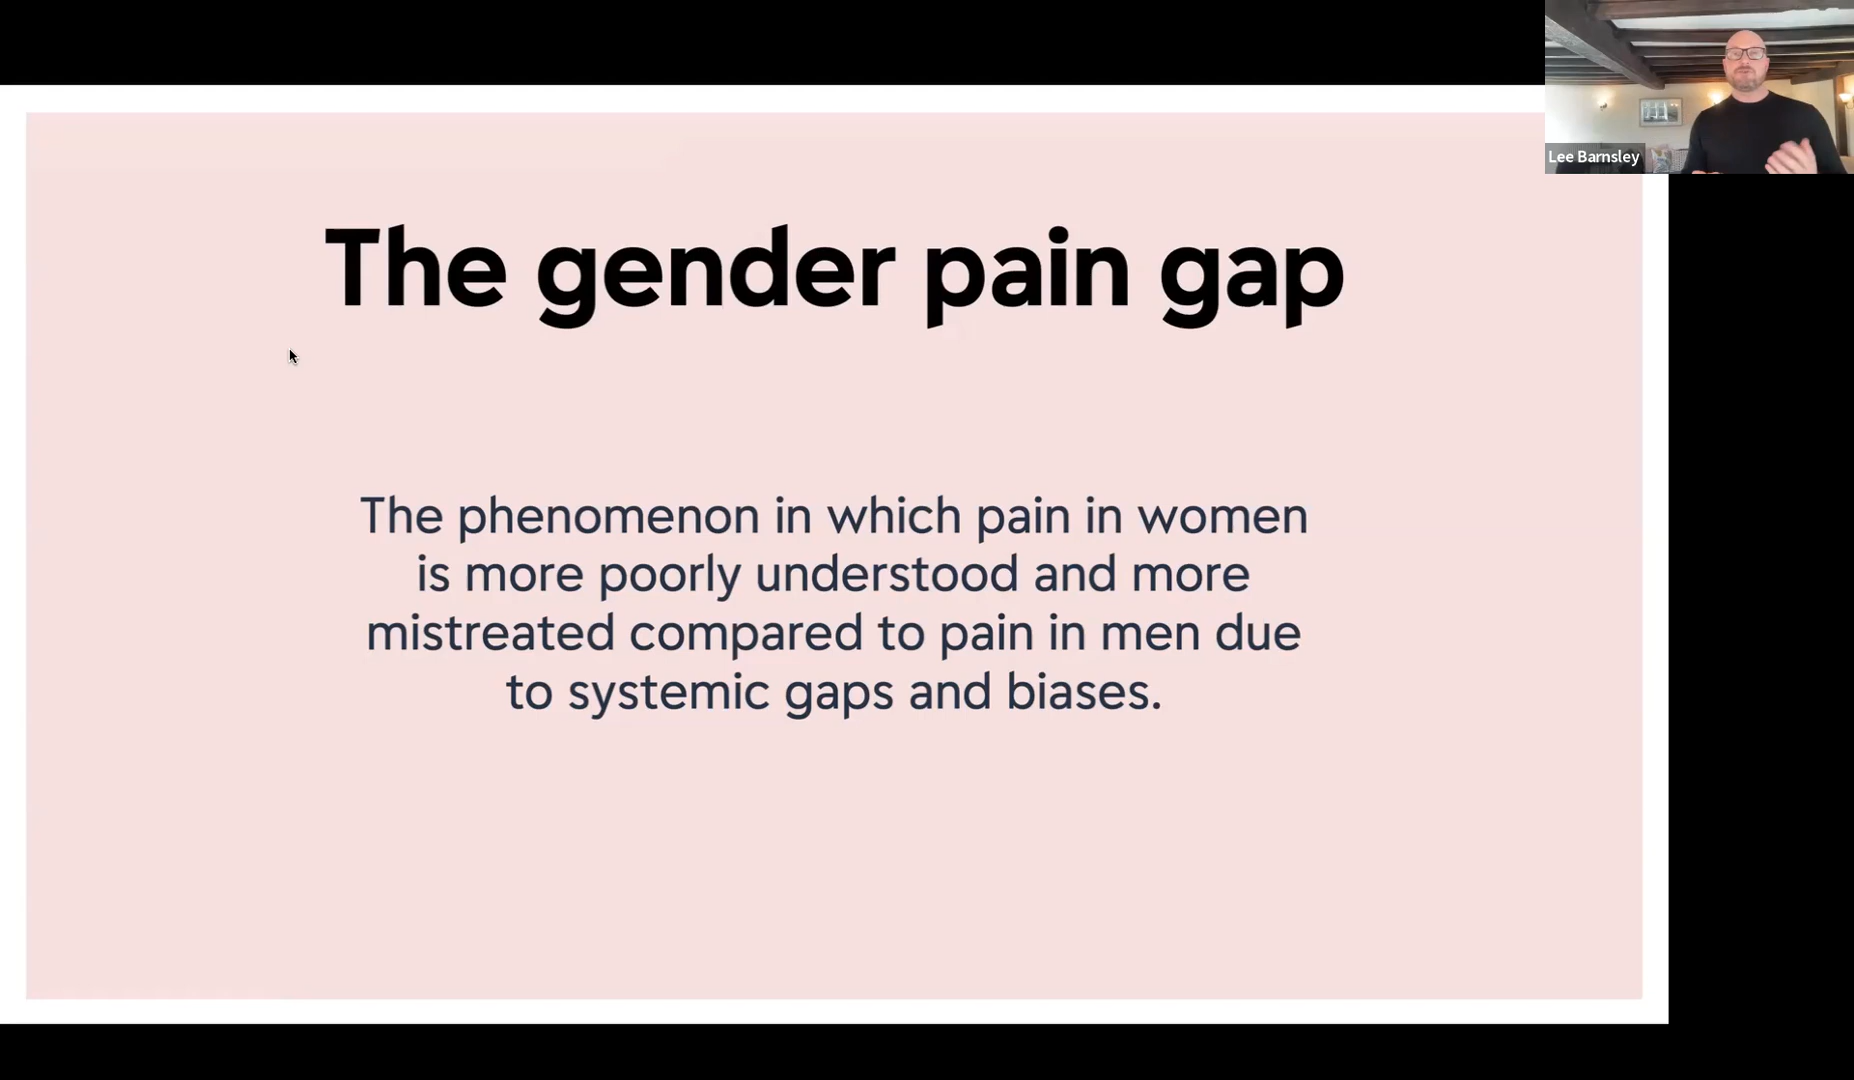 The gender pain gap
The phenomenon in which pain in women
is more poorly understood and more
mistreated compared to pain in men due
to systemic gaps and biases.
Lee Barnsley